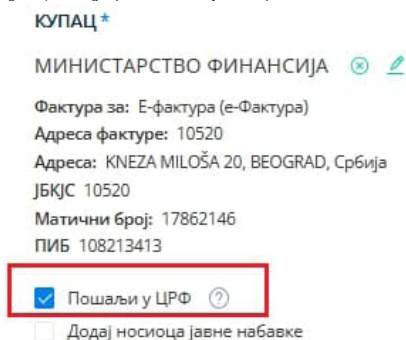 КУПАЦ *
МИНИСТАРСТВО ФИНАНСИЈА
Фактура за: Е-фактура (е-Фактура)
Адреса фактуре: 10520
Адреса: KNEZA MILOŠA 20, BEOGRAD, Србија
ЈБКЈС 10520
Матични број: 17862146
ПИБ 108213413
Пошаљи у ЦРФ ?
Додај носиоца јавне набавке